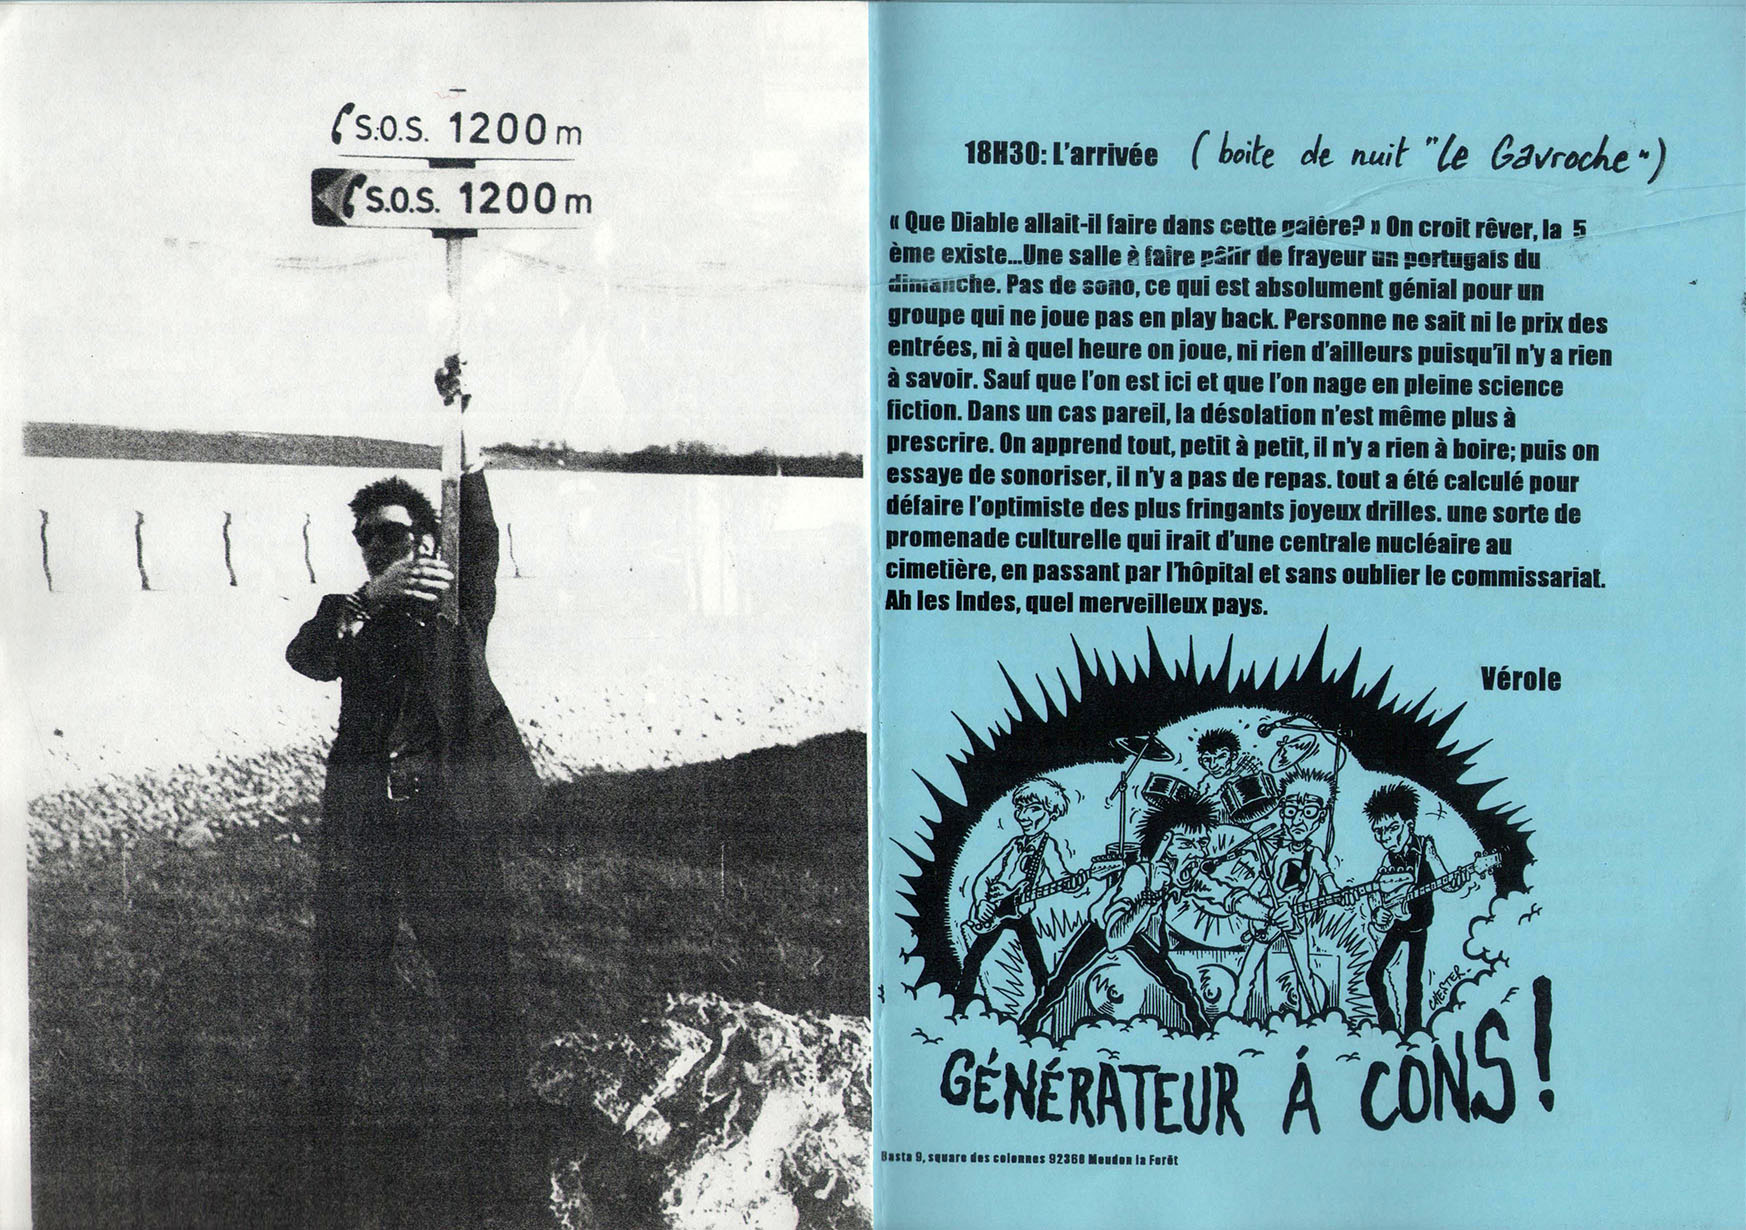 S.O.S. 1200 m
S.O.S. 1200 m
18H30: L'arrivée (boite de nuit "le Gavroche")
« Que Diable allait-il faire dans cette galère? » On croit rêver, la 5
ème existe...Une salle à faire pâlir de frayeur un portugais du
dimanche. Pas de sono, ce qui est absolument génial pour un
groupe qui ne joue pas en play back. Personne ne sait ni le prix des
entrées, ni à quel heure on joue, ni rien d'ailleurs puisqu'il n'y a rien
à savoir. Sauf que l'on est ici et que l'on nage en pleine science
fiction. Dans un cas pareil, la désolation n'est même plus à
prescrire. On apprend tout, petit à petit, il n'y a rien à boire; puis on
essaye de sonoriser, il n'y a pas de repas. tout a été calculé pour
défaire l'optimiste des plus fringants joyeux drilles. une sorte de
promenade culturelle qui irait d'une centrale nucléaire au
cimetière, en passant par l'hôpital et sans oublier le commissariat.
Ah les Indes, quel merveilleux pays.
Vérole
CHESTER
GÉNÉRATEUR Á CONS !
Basta 9, square des colonnes 92360 Meudon la Forêt